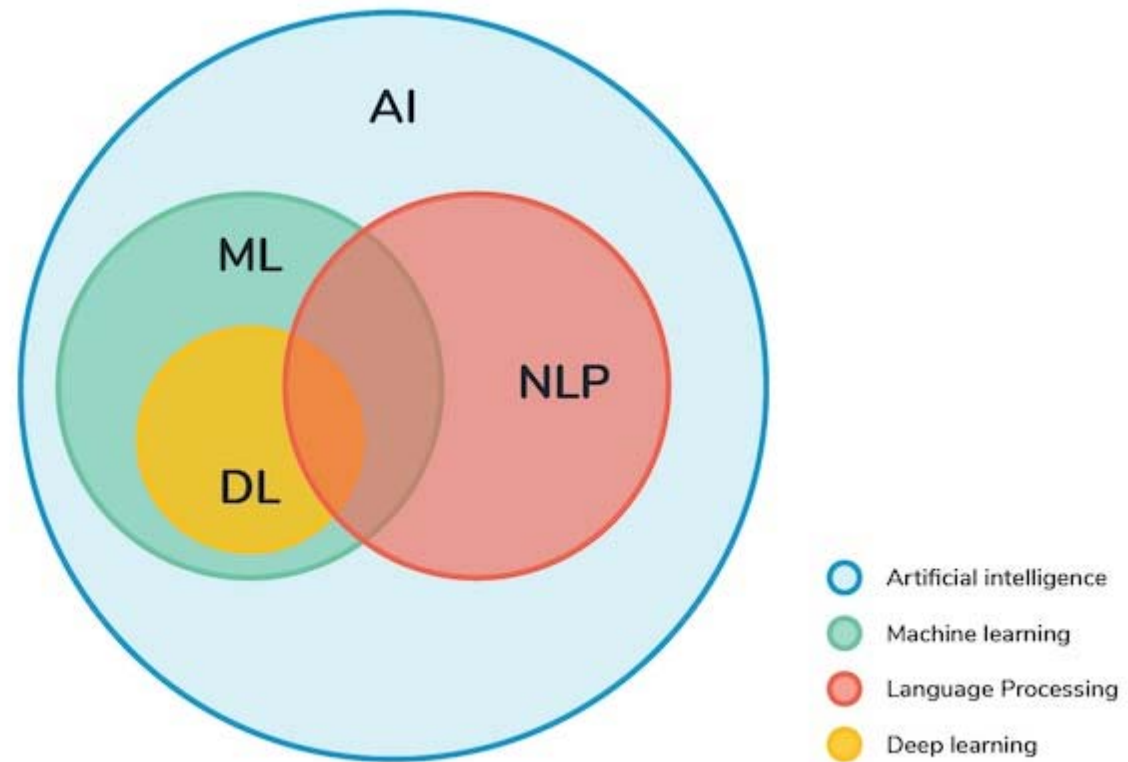 AI
ML
NLP
DL
Artificial intelligence
Machine learning
Language Processing
Deep learning